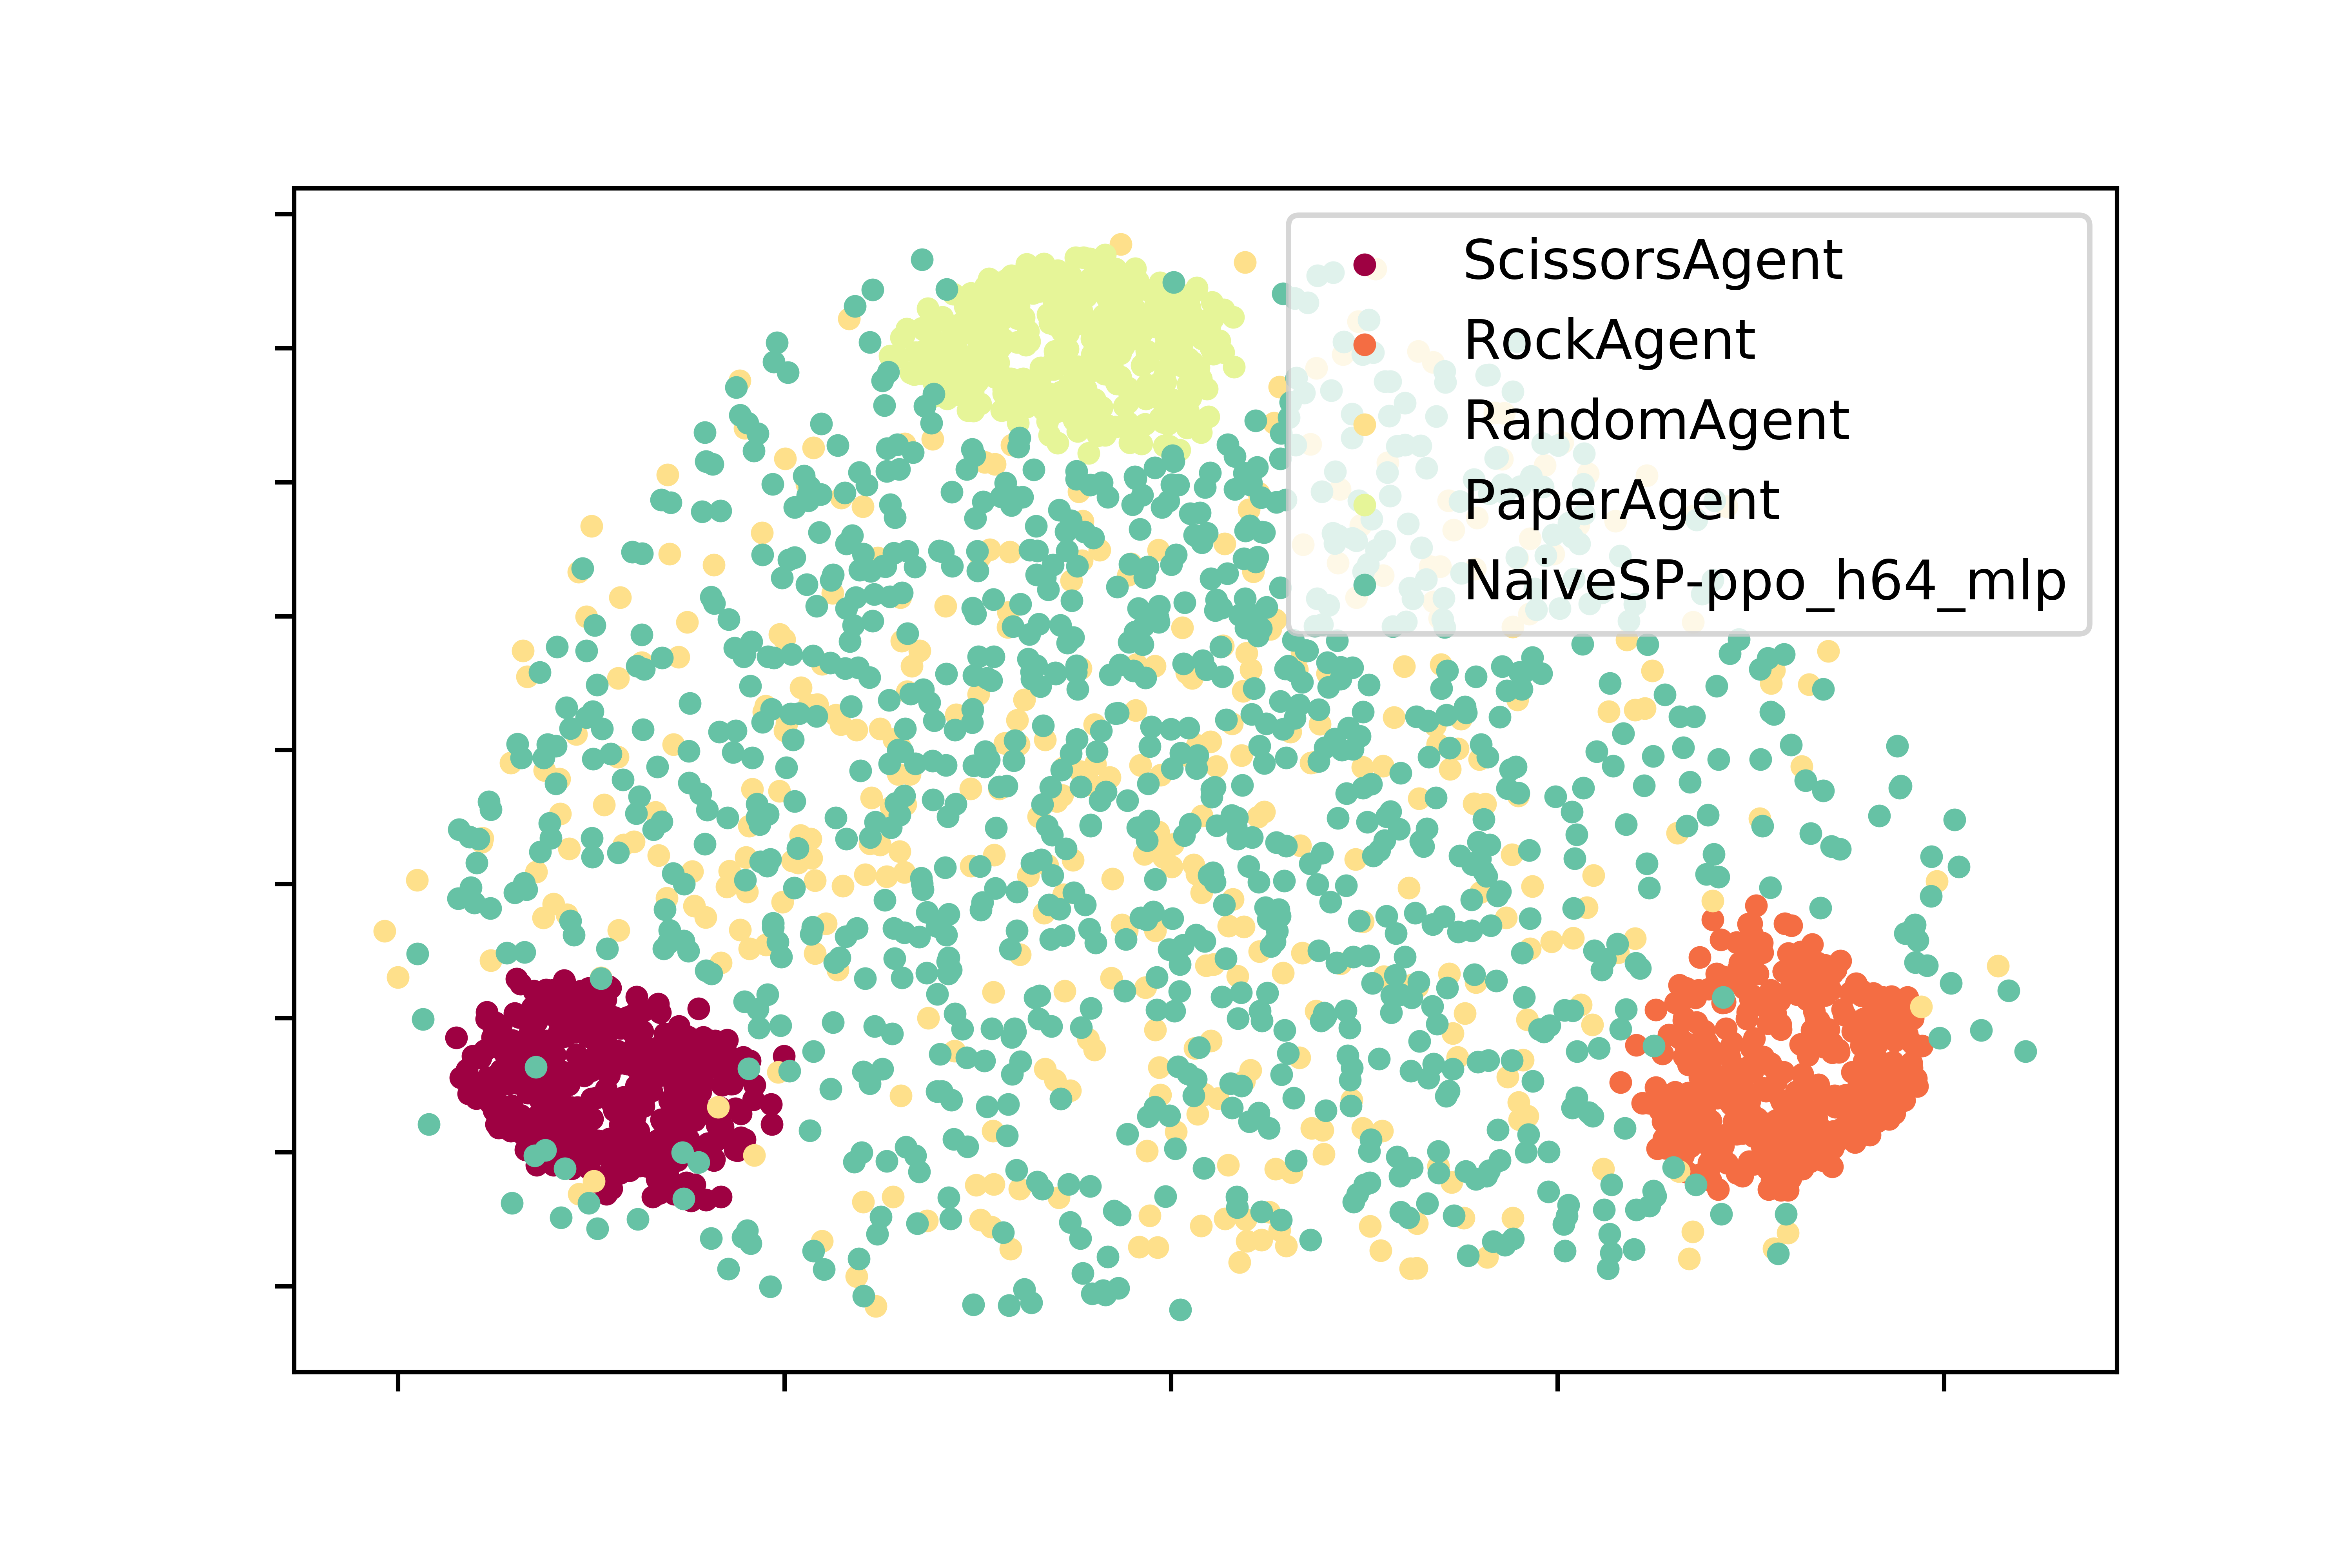 ScissorsAgent
RockAgent
RandomAgent
PaperAgent
NaiveSP-ppo_h64_mlp